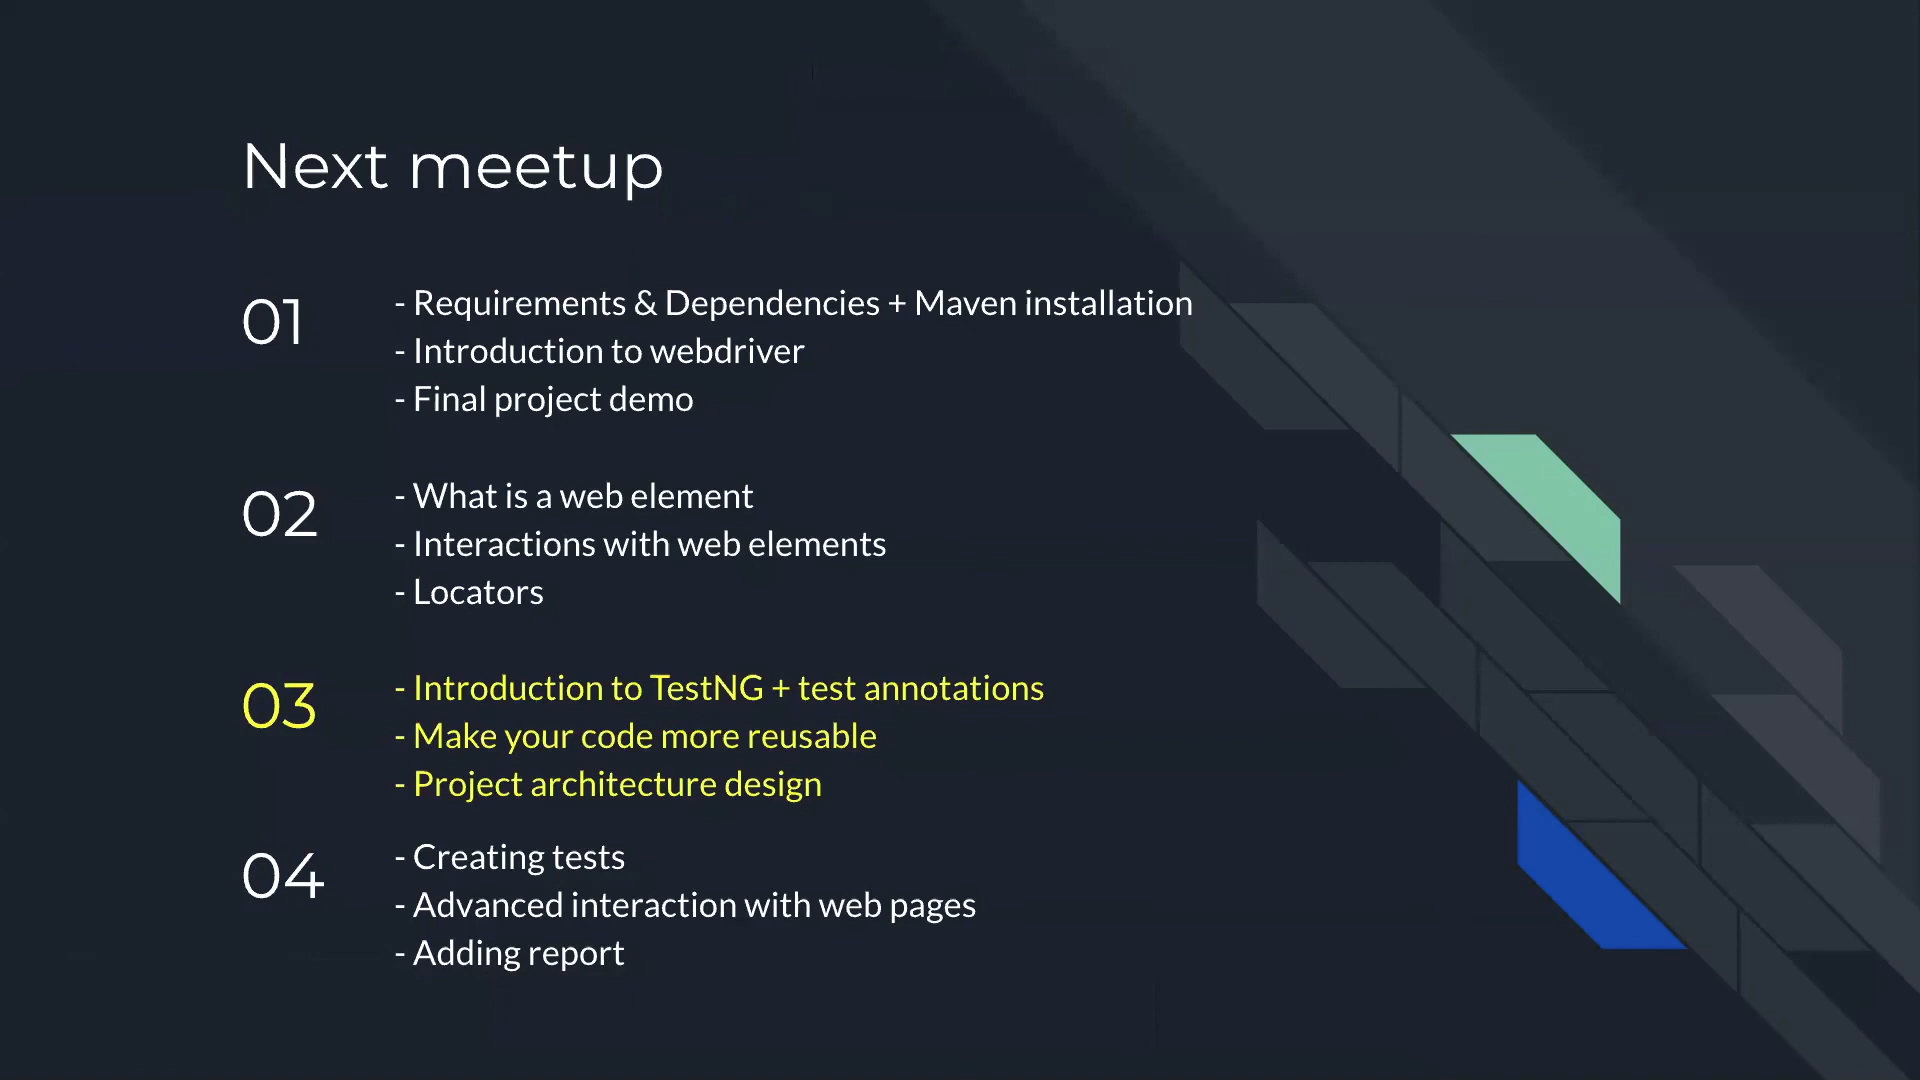 Next meetup
01
- Requirements & Dependencies + Maven installation
- Introduction to webdriver
- Final project demo
02
- What is a web element
- Interactions with web elements
- Locators
03
- Introduction to TestNG + test annotations
- Make your code more reusable
- Project architecture design
04
- Creating tests
- Advanced interaction with web pages
- Adding report